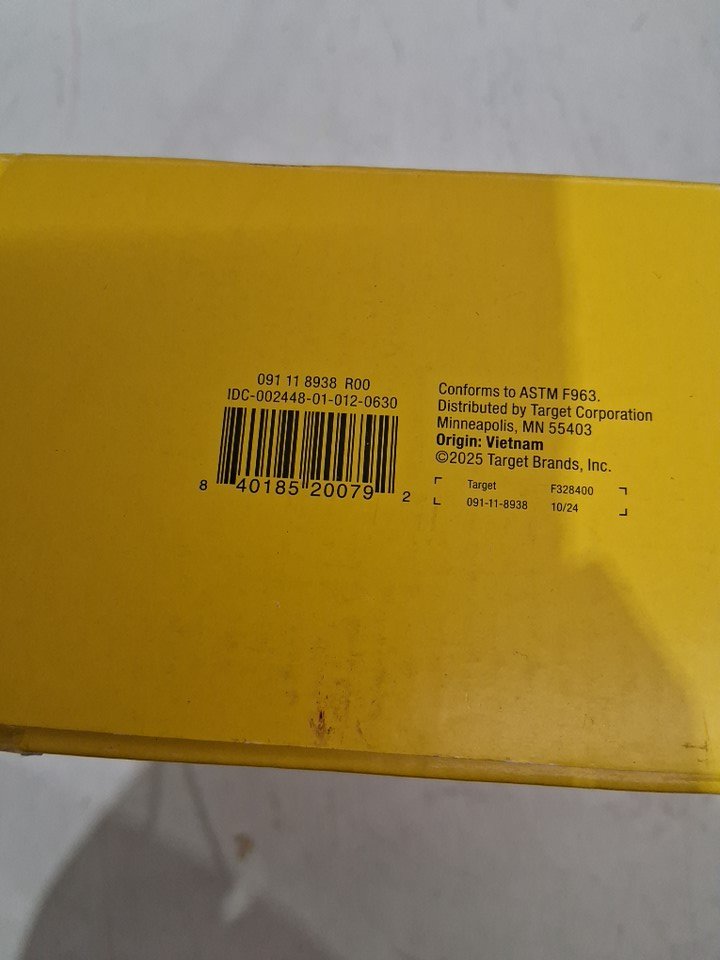 091 11 8938 R00
IDC-002448-01-012-0630
8 40185 20079 2
Conforms to ASTM F963.
Distributed by Target Corporation
Minneapolis, MN 55403
Origin: Vietnam
©2025 Target Brands, Inc.
Target F328400
091-11-8938 10/24